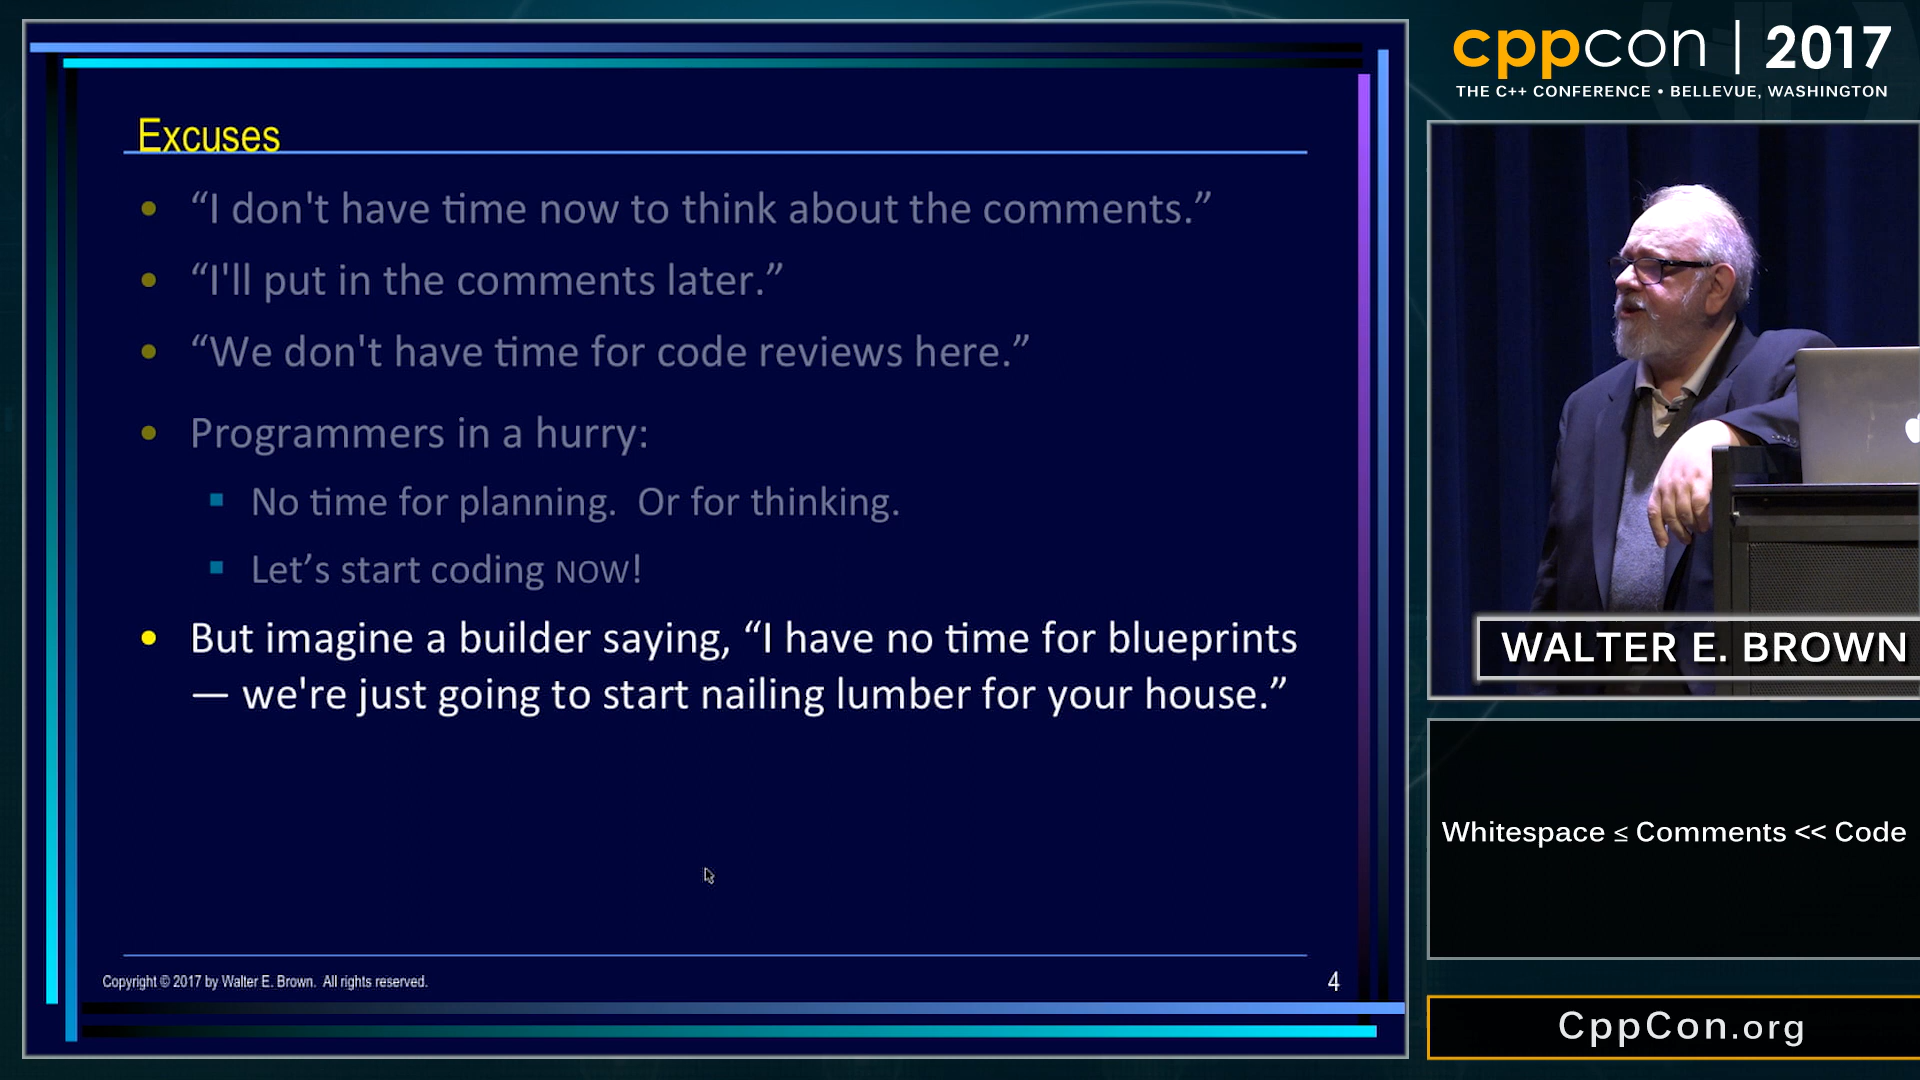 Excuses
• “I don't have time now to think about the comments.”
• “I'll put in the comments later.”
• “We don't have time for code reviews here.”
• Programmers in a hurry:
▪ No time for planning.  Or for thinking.
▪ Let’s start coding NOW!
• But imagine a builder saying, “I have no time for blueprints
— we're just going to start nailing lumber for your house.”
Copyright © 2017 by Walter E. Brown.  All rights reserved.
4
cppcon | 2017
THE C++ CONFERENCE • BELLEVUE, WASHINGTON
WALTER E. BROWN
Whitespace ≤ Comments << Code
CppCon.org